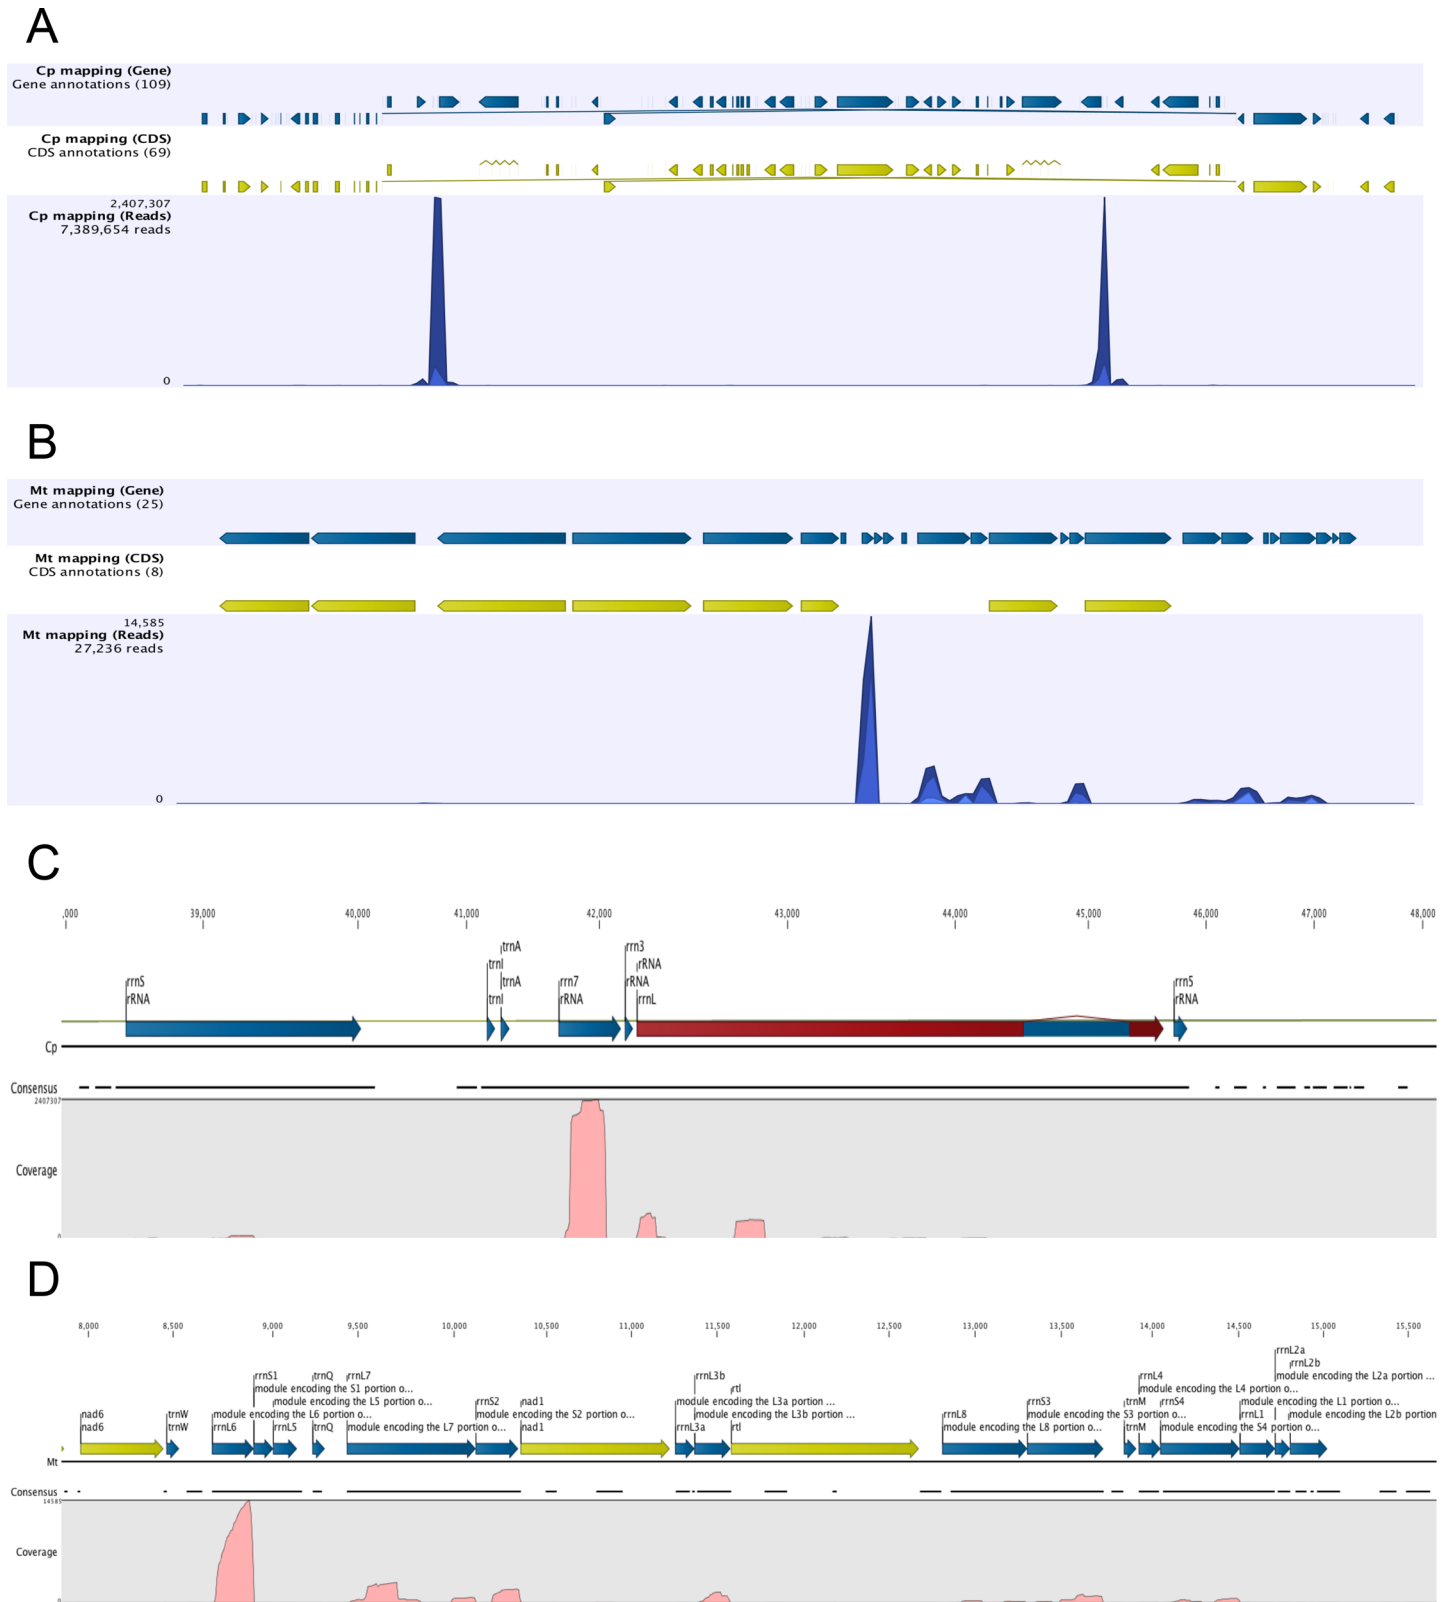 A
Cp mapping (Gene)
Gene annotations (109)
Cp mapping (CDS)
CDS annotations (69)
2,407,307
Cp mapping (Reads)
7,389,654 reads
0
B
Mt mapping (Gene)
Gene annotations (25)
Mt mapping (CDS)
CDS annotations (8)
14,585
Mt mapping (Reads)
27,236 reads
0
C
,000 39,000 40,000 41,000 42,000 43,000 44,000 45,000 46,000 47,000 48,000
trnA rrn3
trnI rRNA
rrnS trnA rrn7 rRNA rrn5
rRNA trnI rRNA rrnL rRNA
Cp
Consensus
2407307
Coverage
0
D
8,000 8,500 9,000 9,500 10,000 10,500 11,000 11,500 12,000 12,500 13,000 13,500 14,000 14,500 15,000 15,500
rrnL2a
rrnL2b
rrnS1 trnQ rrnL7 rrnL3b rrnL4 module encoding the L2a portion ...
module encoding the S1 portion o... rtl module encoding the L4 portion o...
module encoding the L5 portion o... rrnS2 nad1 module encoding the L3a portion ... rrnS3 trnM rrnS4 module encoding the L1 portion o...
nad6 trnW module encoding the L6 portion o... module encoding the S2 portion o... module encoding the L3b portion ... rrnL8 module encoding the S3 portion o... rrnL1 module encoding the L2b portion
nad6 trnW rrnL6 rrnL5 trnQ module encoding the L7 portion o... nad1 rrnL3a rtl module encoding the L8 portion o... trnM module encoding the S4 portion o...
Mt
Consensus
14585
Coverage
0